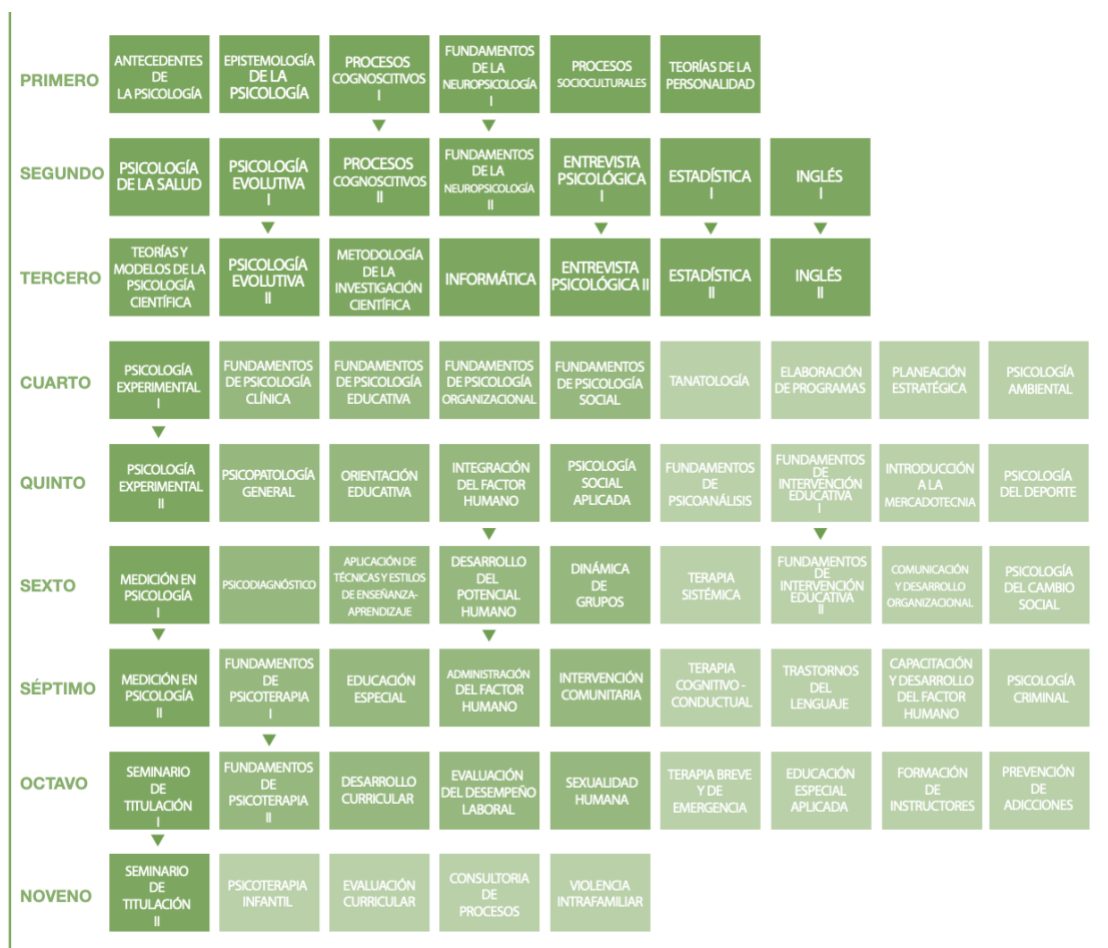 PRIMERO
ANTECEDENTES
DE
LA PSICOLOGÍA
EPISTEMOLOGÍA
DE LA
PSICOLOGÍA
PROCESOS
COGNOSCITIVOS
I
FUNDAMENTOS
DE LA
NEUROPSICOLOGÍA
I
PROCESOS
SOCIOCULTURALES
TEORÍAS DE LA
PERSONALIDAD
SEGUNDO
PSICOLOGÍA
DE LA SALUD
PSICOLOGÍA
EVOLUTIVA
I
PROCESOS
COGNOSCITIVOS
II
FUNDAMENTOS
DE LA
NEUROPSICOLOGÍA
II
ENTREVISTA
PSICOLÓGICA
I
ESTADÍSTICA
I
INGLÉS
I
TERCERO
TEORÍAS Y
MODELOS DE LA
PSICOLOGÍA
CIENTÍFICA
PSICOLOGÍA
EVOLUTIVA
II
METODOLOGÍA
DE LA
INVESTIGACIÓN
CIENTÍFICA
INFORMÁTICA
ENTREVISTA
PSICOLÓGICA II
ESTADÍSTICA
II
INGLÉS
II
CUARTO
PSICOLOGÍA
EXPERIMENTAL
I
FUNDAMENTOS
DE PSICOLOGÍA
CLÍNICA
FUNDAMENTOS
DE PSICOLOGÍA
EDUCATIVA
FUNDAMENTOS
DE PSICOLOGÍA
ORGANIZACIONAL
FUNDAMENTOS
DE PSICOLOGÍA
SOCIAL
TANATOLOGÍA
ELABORACIÓN
DE PROGRAMAS
PLANEACIÓN
ESTRATÉGICA
PSICOLOGÍA
AMBIENTAL
QUINTO
PSICOLOGÍA
EXPERIMENTAL
II
PSICOPATOLOGÍA
GENERAL
ORIENTACIÓN
EDUCATIVA
INTEGRACIÓN
DEL FACTOR
HUMANO
PSICOLOGÍA
SOCIAL
APLICADA
FUNDAMENTOS
DE
PSICOANÁLISIS
FUNDAMENTOS
DE
INTERVENCIÓN
EDUCATIVA
I
INTRODUCCIÓN
A LA
MERCADOTECNIA
PSICOLOGÍA
DEL DEPORTE
SEXTO
MEDICIÓN EN
PSICOLOGÍA
I
PSICODIAGNÓSTICO
APLICACIÓN DE
TÉCNICAS Y ESTILOS
DE ENSEÑANZA-
APRENDIZAJE
DESARROLLO
DEL
POTENCIAL
HUMANO
DINÁMICA
DE
GRUPOS
TERAPIA
SISTÉMICA
FUNDAMENTOS
DE
INTERVENCIÓN
EDUCATIVA
II
COMUNICACIÓN
Y DESARROLLO
ORGANIZACIONAL
PSICOLOGÍA
DEL CAMBIO
SOCIAL
SÉPTIMO
MEDICIÓN EN
PSICOLOGÍA
II
FUNDAMENTOS
DE
PSICOTERAPIA
I
EDUCACIÓN
ESPECIAL
ADMINISTRACIÓN
DEL FACTOR
HUMANO
INTERVENCIÓN
COMUNITARIA
TERAPIA
COGNITIVO -
CONDUCTUAL
TRASTORNOS
DEL
LENGUAJE
CAPACITACIÓN
Y DESARROLLO
DEL FACTOR
HUMANO
PSICOLOGÍA
CRIMINAL
OCTAVO
SEMINARIO
DE
TITULACIÓN
I
FUNDAMENTOS
DE
PSICOTERAPIA
II
DESARROLLO
CURRICULAR
EVALUACIÓN
DEL DESEMPEÑO
LABORAL
SEXUALIDAD
HUMANA
TERAPIA BREVE
Y DE
EMERGENCIA
EDUCACIÓN
ESPECIAL
APLICADA
FORMACIÓN
DE
INSTRUCTORES
PREVENCIÓN
DE
ADICCIONES
NOVENO
SEMINARIO
DE
TITULACIÓN
II
PSICOTERAPIA
INFANTIL
EVALUACIÓN
CURRICULAR
CONSULTORIA
DE
PROCESOS
VIOLENCIA
INTRAFAMILIAR